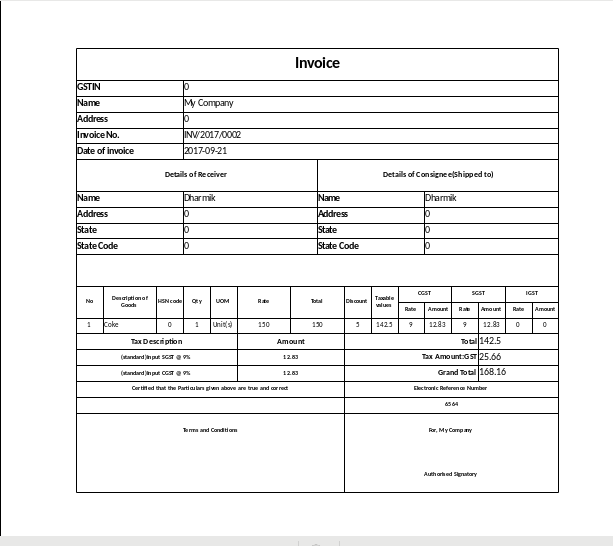 Invoice
GSTIN 0
Name My Company
Address 0
Invoice No. INV/2017/0002
Date of invoice 2017-09-21
Details of Receiver Details of Consignee(Shipped to)
Name Dharmik Name Dharmik
Address 0 Address 0
State 0 State 0
State Code 0 State Code 0
No Description of Goods HSN code Qty UOM Rate Total Discount Taxable values CGST SGST IGST
Rate Amount Rate Amount Rate Amount
1 Coke 0 1 Unit(s) 150 150 5 142.5 9 12.83 9 12.83 0 0
Tax Description Amount Total 142.5
(standard)Input SGST @ 9% 12.83 Tax Amount:GST 25.66
(standard)Input CGST @ 9% 12.83 Grand Total 168.16
Certified that the Particulars given above are true and correct Electronic Reference Number
6564
Terms and Conditions For, My Company
Authorised Signatory